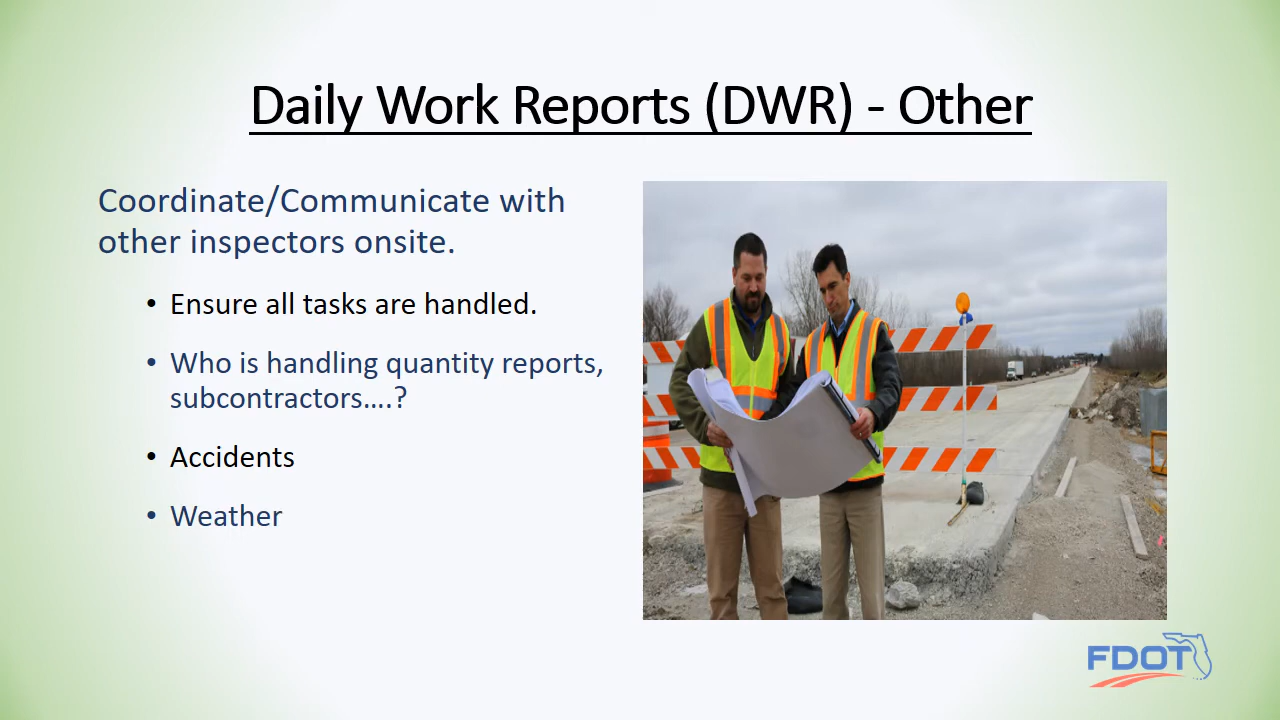 Daily Work Reports (DWR) - Other
Coordinate/Communicate with
other inspectors onsite.
• Ensure all tasks are handled.
• Who is handling quantity reports,
subcontractors....?
• Accidents
• Weather
FDOT